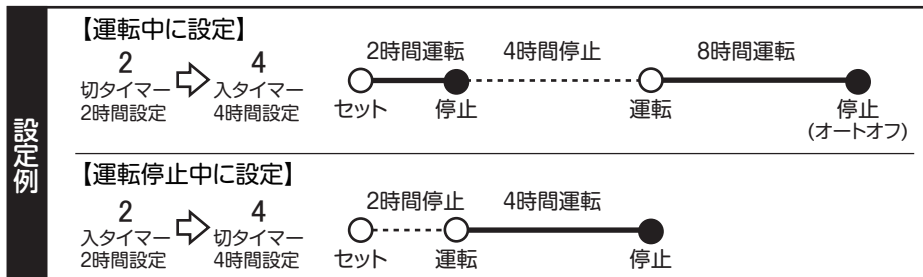 設定例
【運転中に設定】
2 4
切タイマー 入タイマー
2時間設定 4時間設定
2時間運転 4時間停止 8時間運転
セット 停止 運転 停止
(オートオフ)
【運転停止中に設定】
2 4
入タイマー 切タイマー
2時間設定 4時間設定
2時間停止 4時間運転
セット 運転 停止